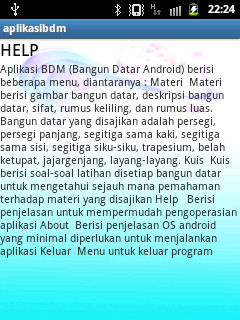 22:24
aplikasibdm
HELP
Aplikasi BDM (Bangun Datar Android) berisi
beberapa menu, diantaranya : Materi  Materi
berisi gambar bangun datar, deskripsi bangun
datar, sifat, rumus keliling, dan rumus luas.
Bangun datar yang disajikan adalah persegi,
persegi panjang, segitiga sama kaki, segitiga
sama sisi, segitiga siku-siku, trapesium, belah
ketupat, jajargenjang, layang-layang. Kuis  Kuis
berisi soal-soal latihan disetiap bangun datar
untuk mengetahui sejauh mana pemahaman
terhadap materi yang disajikan Help   Berisi
penjelasan untuk mempermudah pengoperasian
aplikasi About  Berisi penjelasan OS android
yang minimal diperlukan untuk menjalankan
aplikasi Keluar  Menu untuk keluar program